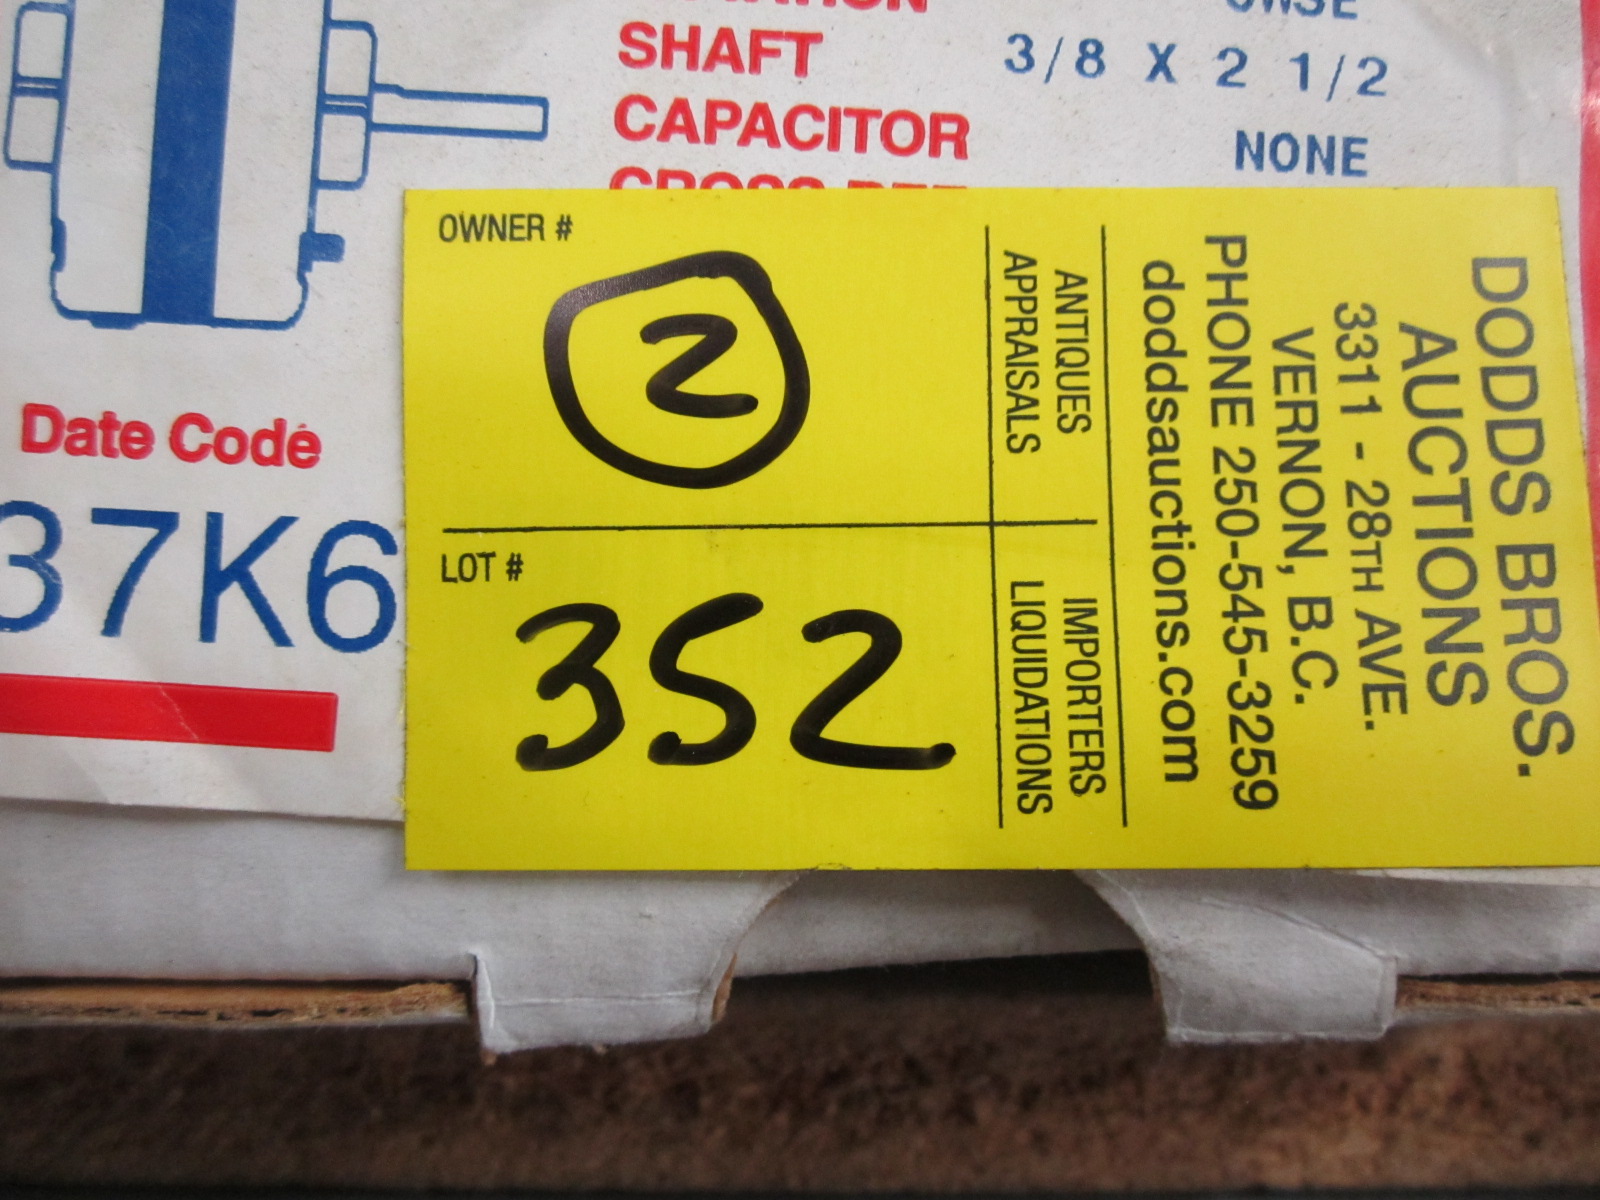 SHAFT 3/8 X 2 1/2
CAPACITOR NONE
Date Code
37K6
OWNER #
2
LOT #
352
ANTIQUES IMPORTERS
APPRAISALS LIQUIDATIONS
DODDS BROS.
AUCTIONS
3311 - 28TH AVE.
VERNON, B.C.
PHONE 250-545-3259
doddsauctions.com